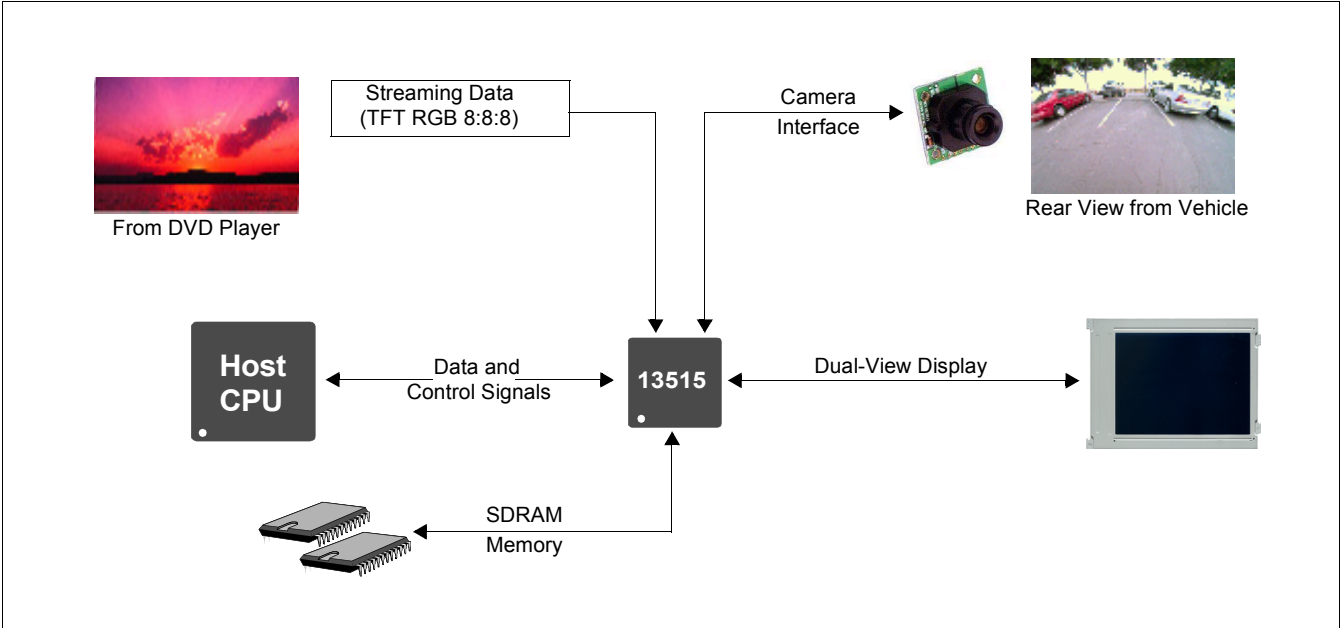 Streaming Data
(TFT RGB 8:8:8)
Camera
Interface
From DVD Player
Rear View from Vehicle
Host
CPU
Data and
Control Signals
13515
Dual-View Display
SDRAM
Memory